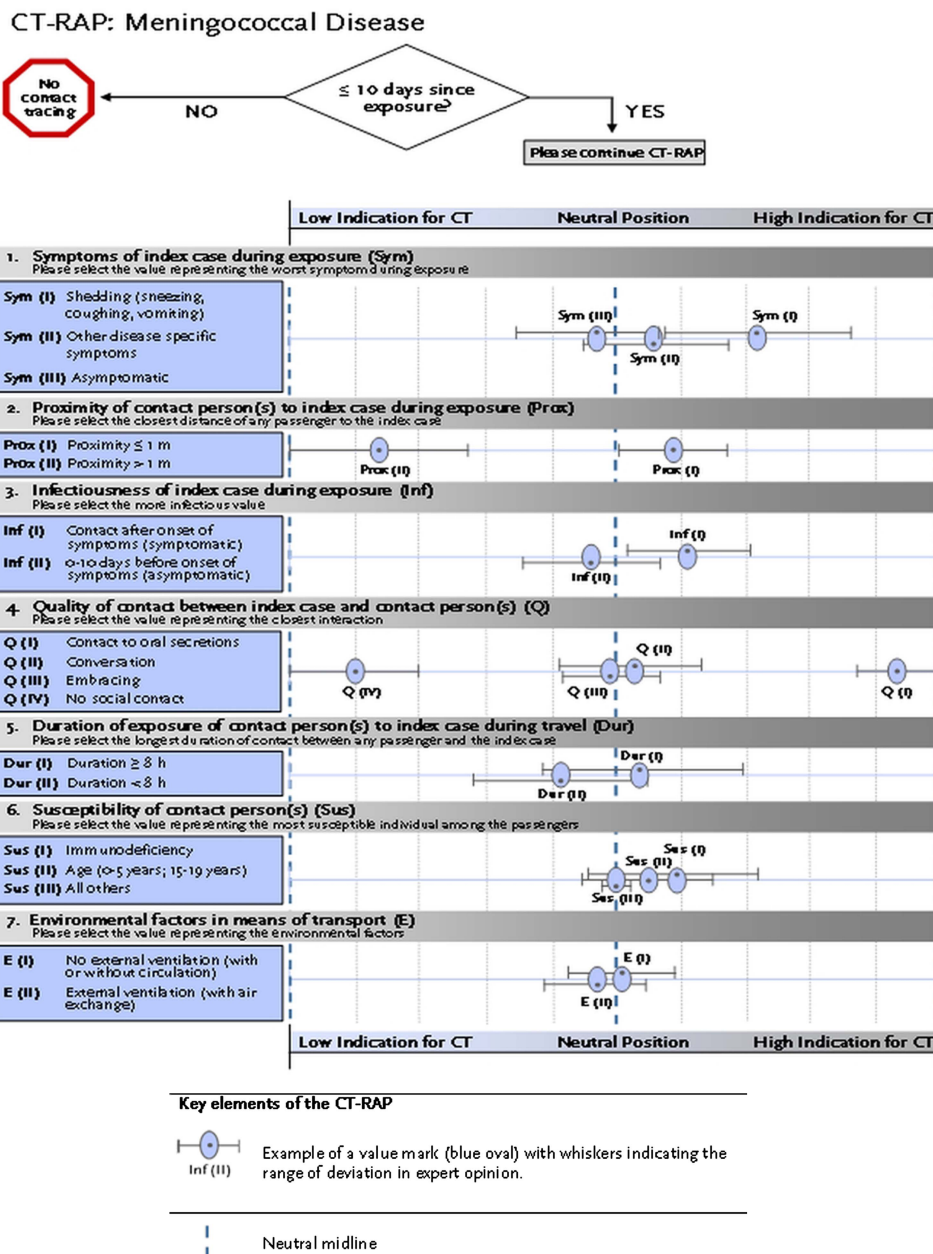 CT-RAP: Meningococcal Disease
No
contact
tracing
NO
≤ 10 days since
exposure?
YES
Please continue CT-RAP
Low Indication for CT
Neutral Position
High Indication for CT
1. Symptoms of index case during exposure (Sym)
Please select the value representing the worst symptom during exposure
Sym (I) Shedding (sneezing,
coughing, vomiting)
Sym (II) Other disease specific
symptoms
Sym (III) Asymptomatic
Sym (III)
Sym (I)
Sym (II)
2. Proximity of contact person(s) to index case during exposure (Prox)
Please select the closest distance of any passenger to the index case
Prox (I) Proximity ≤ 1 m
Prox (II) Proximity > 1 m
Prox (II)
Prox (I)
3. Infectiousness of index case during exposure (Inf)
Please select the more infectious value
Inf (I) Contact after onset of
symptoms (symptomatic)
Inf (II) 0-10 days before onset of
symptoms (asymptomatic)
Inf (I)
Inf (II)
4 Quality of contact between index case and contact person(s) (Q)
Please select the value representing the closest interaction
Q (I) Contact to oral secretions
Q (II) Conversation
Q (III) Embracing
Q (IV) No social contact
Q (II)
Q (IV)
Q (III)
Q (I)
5. Duration of exposure of contact person(s) to index case during travel (Dur)
Please select the longest duration of contact between any passenger and the index case
Dur (I) Duration ≥ 8 h
Dur (II) Duration < 8 h
Dur (I)
Dur (II)
6. Susceptibility of contact person(s) (Sus)
Please select the value representing the most susceptible individual among the passengers
Sus (I) Immunodeficiency
Sus (II) Age (0-5 years; 15-19 years)
Sus (III) All others
Sus (I)
Sus (II)
Sus (III)
7. Environmental factors in means of transport (E)
Please select the value representing the environmental factors
E (I) No external ventilation (with
or without circulation)
E (II) External ventilation (with air
exchange)
E (I)
E (II)
Low Indication for CT
Neutral Position
High Indication for CT
Key elements of the CT-RAP
Inf (II)
Example of a value mark (blue oval) with whiskers indicating the
range of deviation in expert opinion.
Neutral midline